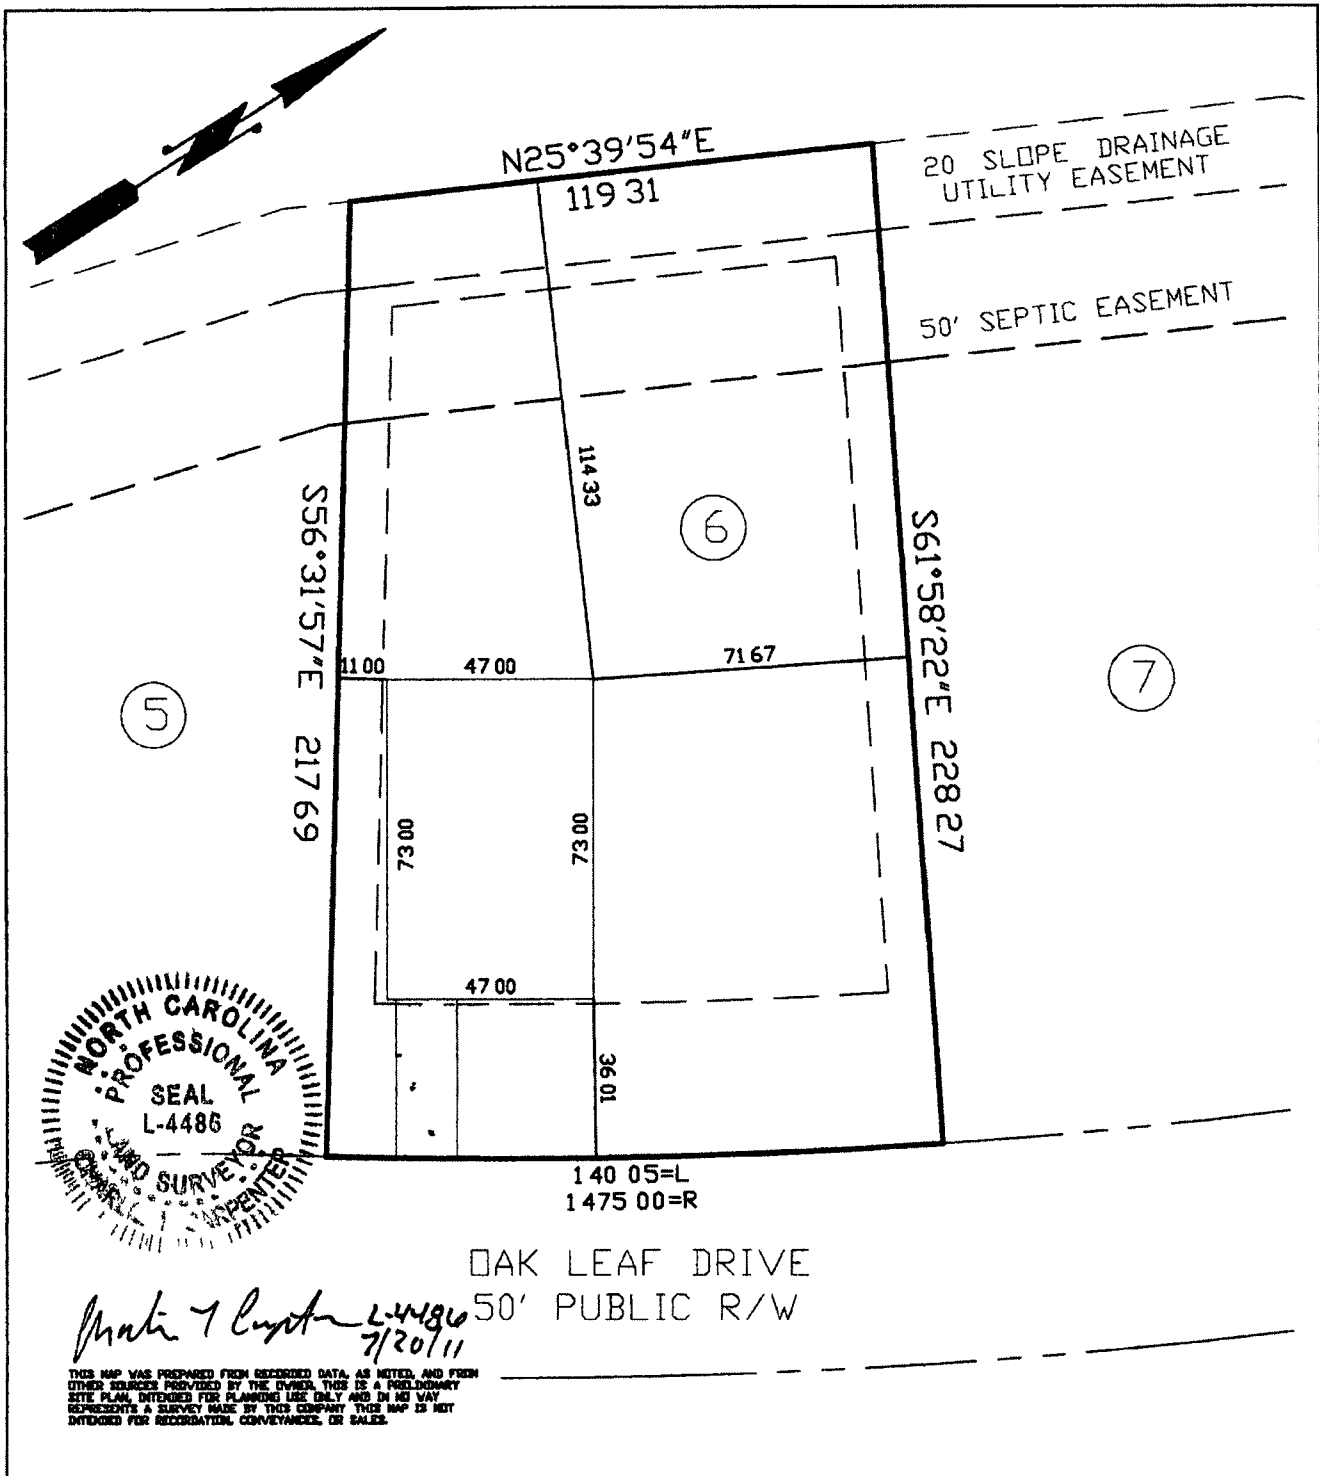 N25°39'54"E
119 31
20 SLOPE DRAINAGE
UTILITY EASEMENT
50' SEPTIC EASEMENT
114 33
6
S56°31'57"E 217 69
S61°58'22"E 228 27
11 00
47 00
71 67
5
7
73 00
73 00
47 00
36 01
NORTH CAROLINA
PROFESSIONAL
SEAL
L-4486
LAND SURVEYOR
CARPENTER
140 05=L
1475 00=R
OAK LEAF DRIVE
50' PUBLIC R/W
L-4486
7/20/11
THIS MAP WAS PREPARED FROM RECORDED DATA, AS NOTED, AND FROM
OTHER SOURCES PROVIDED BY THE OWNER. THIS IS A PRELIMINARY
SITE PLAN, INTENDED FOR PLANNING USE ONLY AND IN NO WAY
REPRESENTS A SURVEY MADE BY THIS COMPANY THIS MAP IS NOT
INTENDED FOR RECORDATION, CONVEYANCES, OR SALES.